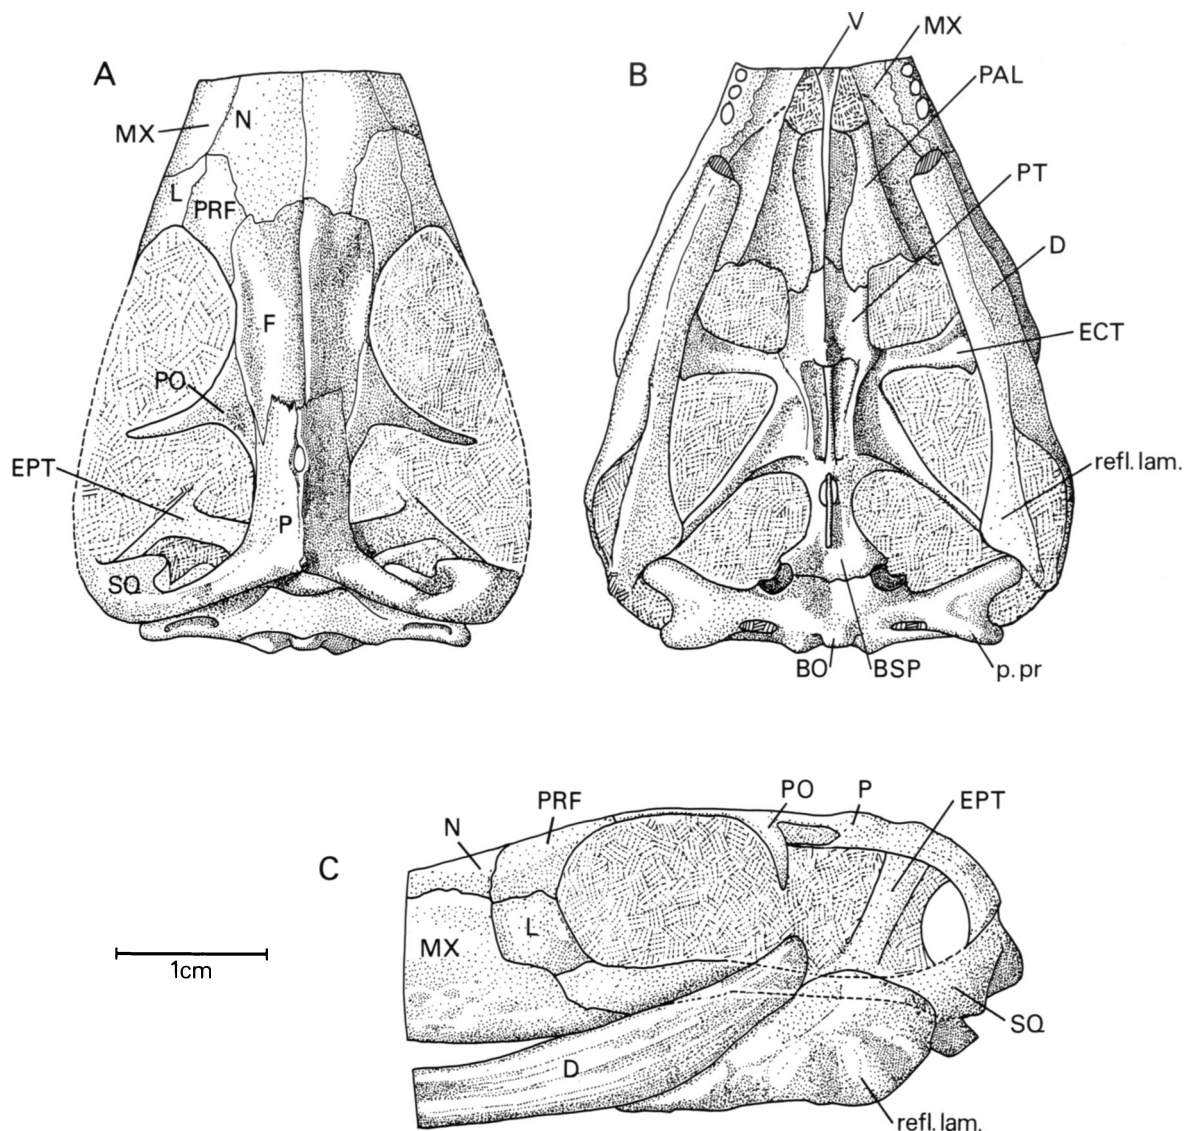 A
MX
N
L
PRF
F
PO
EPT
P
SQ
B
V
MX
PAL
PT
D
ECT
refl. lam.
BO
BSP
p. pr
C
N
PRF
PO
P
EPT
MX
L
D
SQ
refl. lam.
1cm